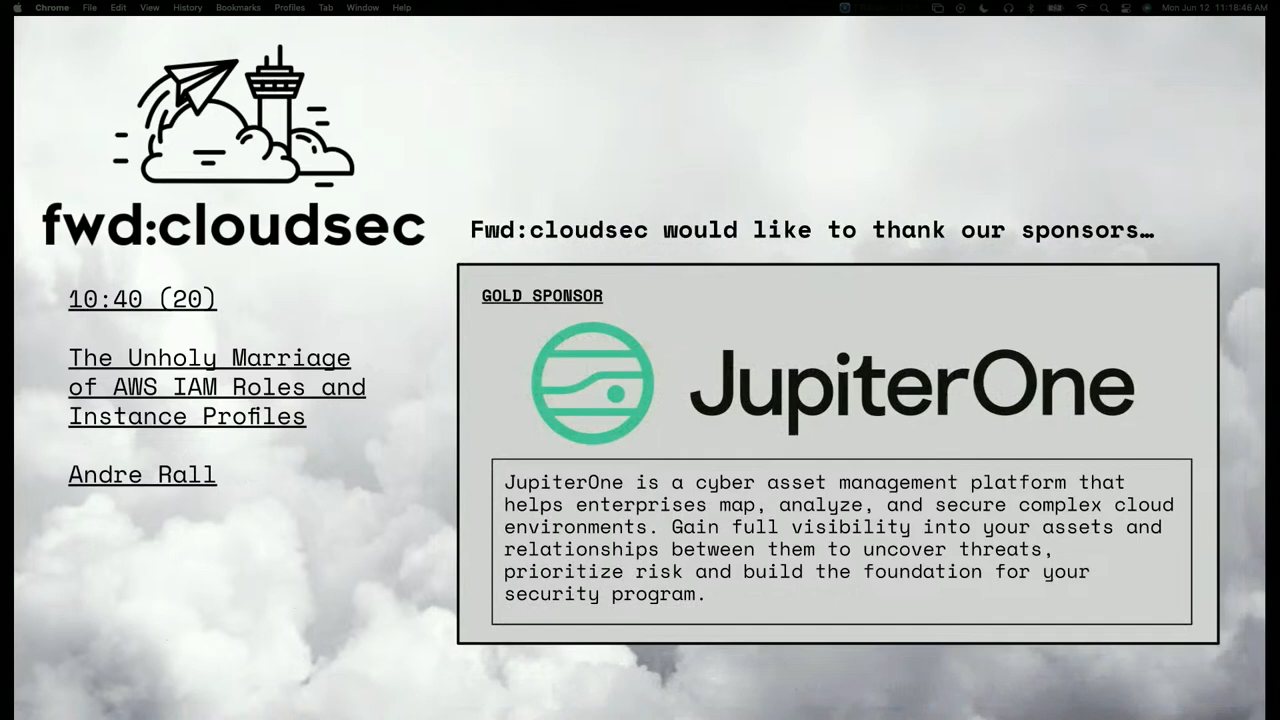 Chrome File Edit View History Bookmarks Profiles Tab Window Help
Mon Jun 12 11:18:46 AM
fwd:cloudsec
10:40 (20)
The Unholy Marriage
of AWS IAM Roles and
Instance Profiles
Andre Rall
Fwd:cloudsec would like to thank our sponsors…
GOLD SPONSOR
JupiterOne
JupiterOne is a cyber asset management platform that
helps enterprises map, analyze, and secure complex cloud
environments. Gain full visibility into your assets and
relationships between them to uncover threats,
prioritize risk and build the foundation for your
security program.